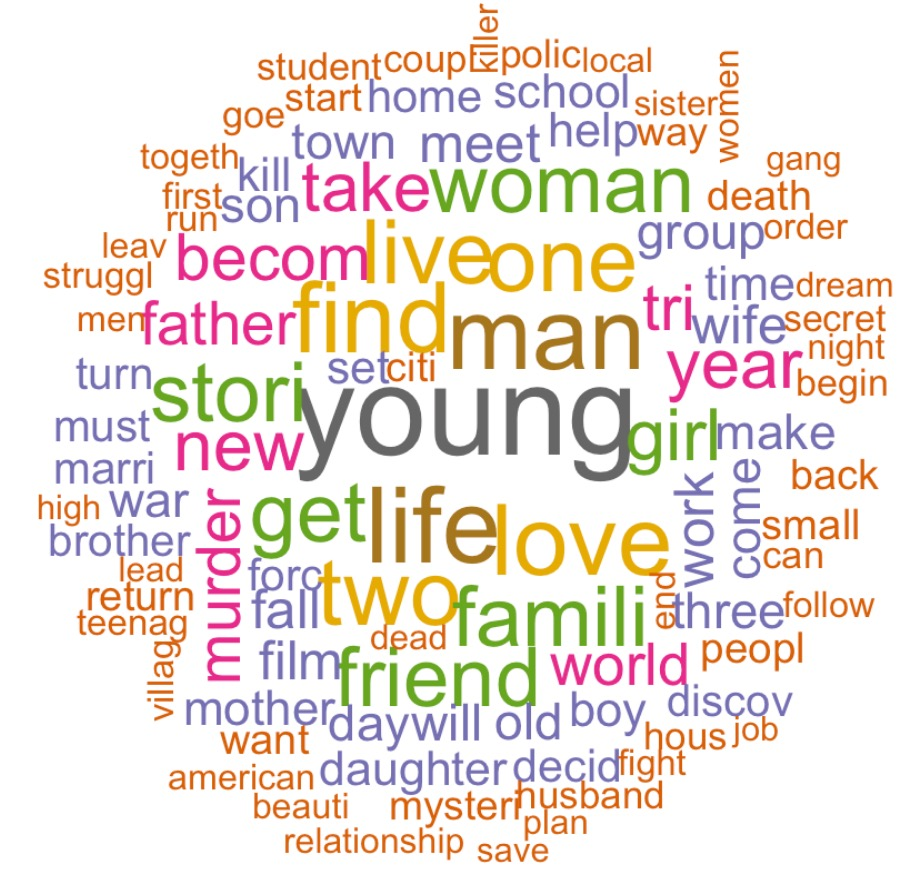 killer
student coupl polic local
goe start home school sister women
town meet help way
togeth kill take woman gang
first son death
run becom live one group order
leav
struggl find man tri time dream
men father wife secret
turn set citi year night
stori young begin
must new girl make
marri back
high war murder get life love work come small
brother can
lead forc two end
return fall famili three follow
teenag dead
villag film friend world peopl
mother day will old boy discov
want hous job
american daughter decid fight
beauti mysteri husband
plan
relationship save